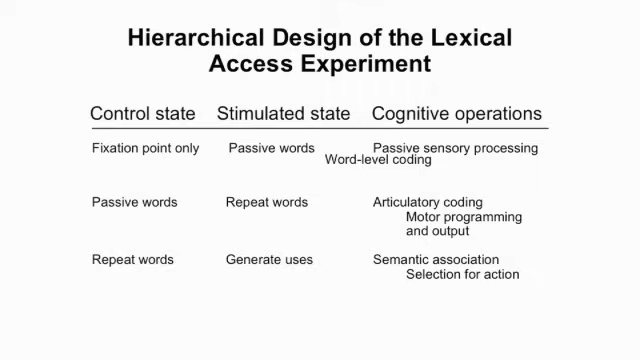 Hierarchical Design of the Lexical
Access Experiment
Control state Stimulated state Cognitive operations
Fixation point only Passive words Passive sensory processing
Word-level coding
Passive words Repeat words Articulatory coding
Motor programming
and output
Repeat words Generate uses Semantic association
Selection for action